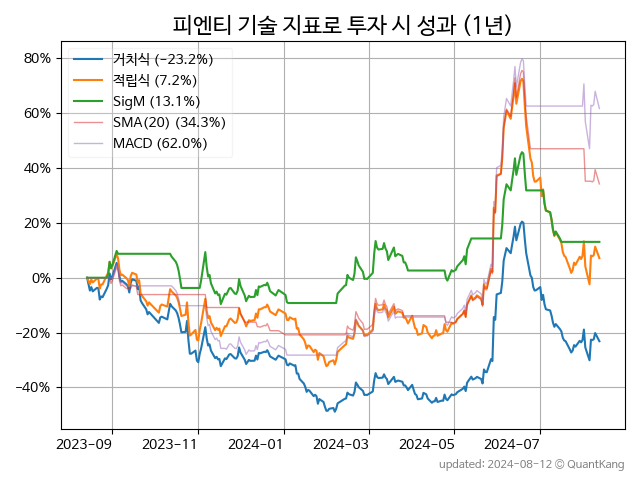 피엔티 기술 지표로 투자 시 성과 (1년)
80%
60%
40%
20%
0%
−20%
−40%
거치식 (−23.2%)
적립식 (7.2%)
SigM (13.1%)
SMA(20) (34.3%)
MACD (62.0%)
2023-09 2023-11 2024-01 2024-03 2024-05 2024-07
updated: 2024-08-12 © QuantKang